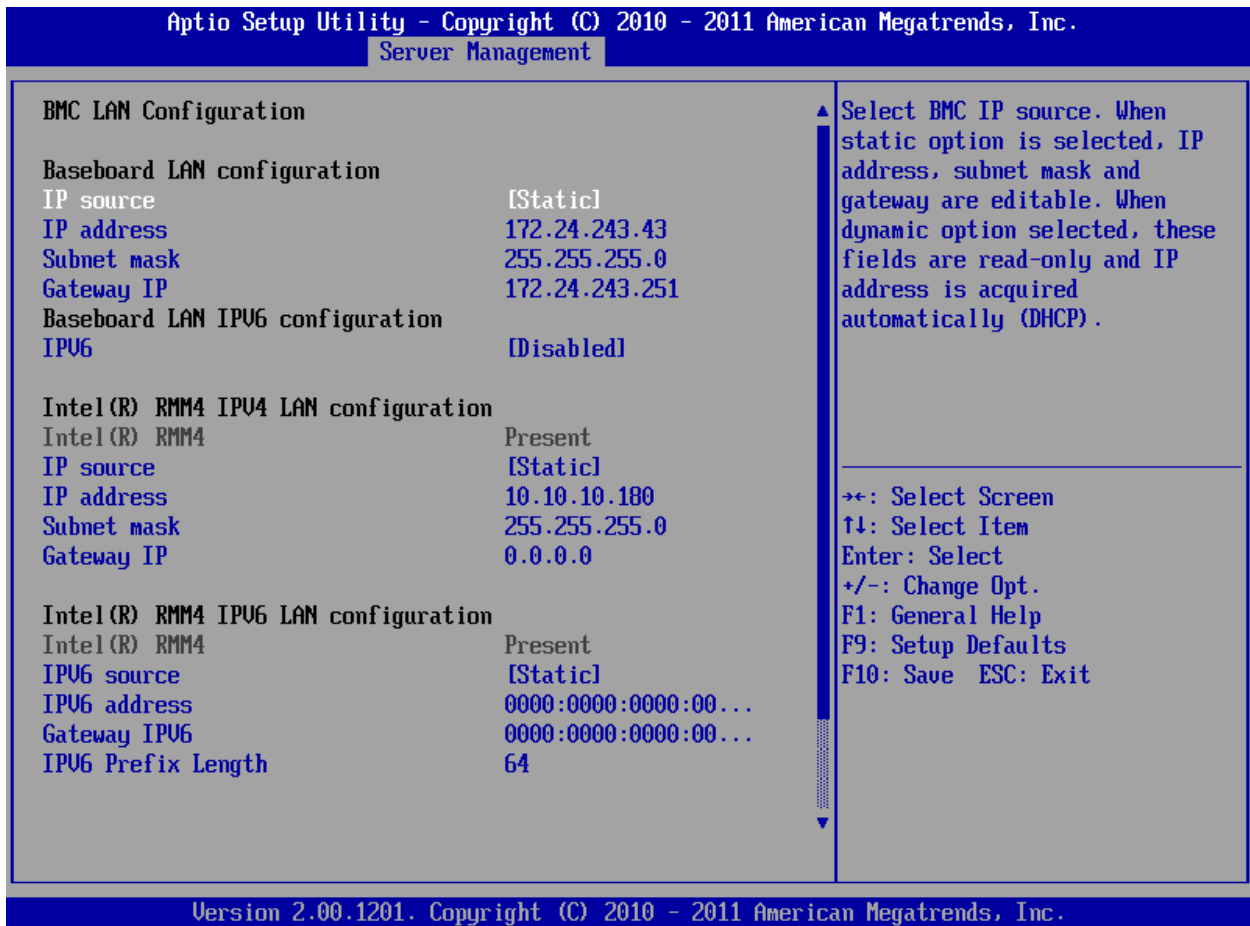 Aptio Setup Utility - Copyright (C) 2010 - 2011 American Megatrends, Inc.
Server Management
BMC LAN Configuration
Baseboard LAN configuration
IP source [Static]
IP address 172.24.243.43
Subnet mask 255.255.255.0
Gateway IP 172.24.243.251
Baseboard LAN IPV6 configuration
IPV6 [Disabled]
Intel(R) RMM4 IPV4 LAN configuration
Intel(R) RMM4 Present
IP source [Static]
IP address 10.10.10.180
Subnet mask 255.255.255.0
Gateway IP 0.0.0.0
Intel(R) RMM4 IPV6 LAN configuration
Intel(R) RMM4 Present
IPV6 source [Static]
IPV6 address 0000:0000:0000:00...
Gateway IPV6 0000:0000:0000:00...
IPV6 Prefix Length 64
Select BMC IP source. When
static option is selected, IP
address, subnet mask and
gateway are editable. When
dynamic option selected, these
fields are read-only and IP
address is acquired
automatically (DHCP).
→←: Select Screen
↑↓: Select Item
Enter: Select
+/-: Change Opt.
F1: General Help
F9: Setup Defaults
F10: Save ESC: Exit
Version 2.00.1201. Copyright (C) 2010 - 2011 American Megatrends, Inc.